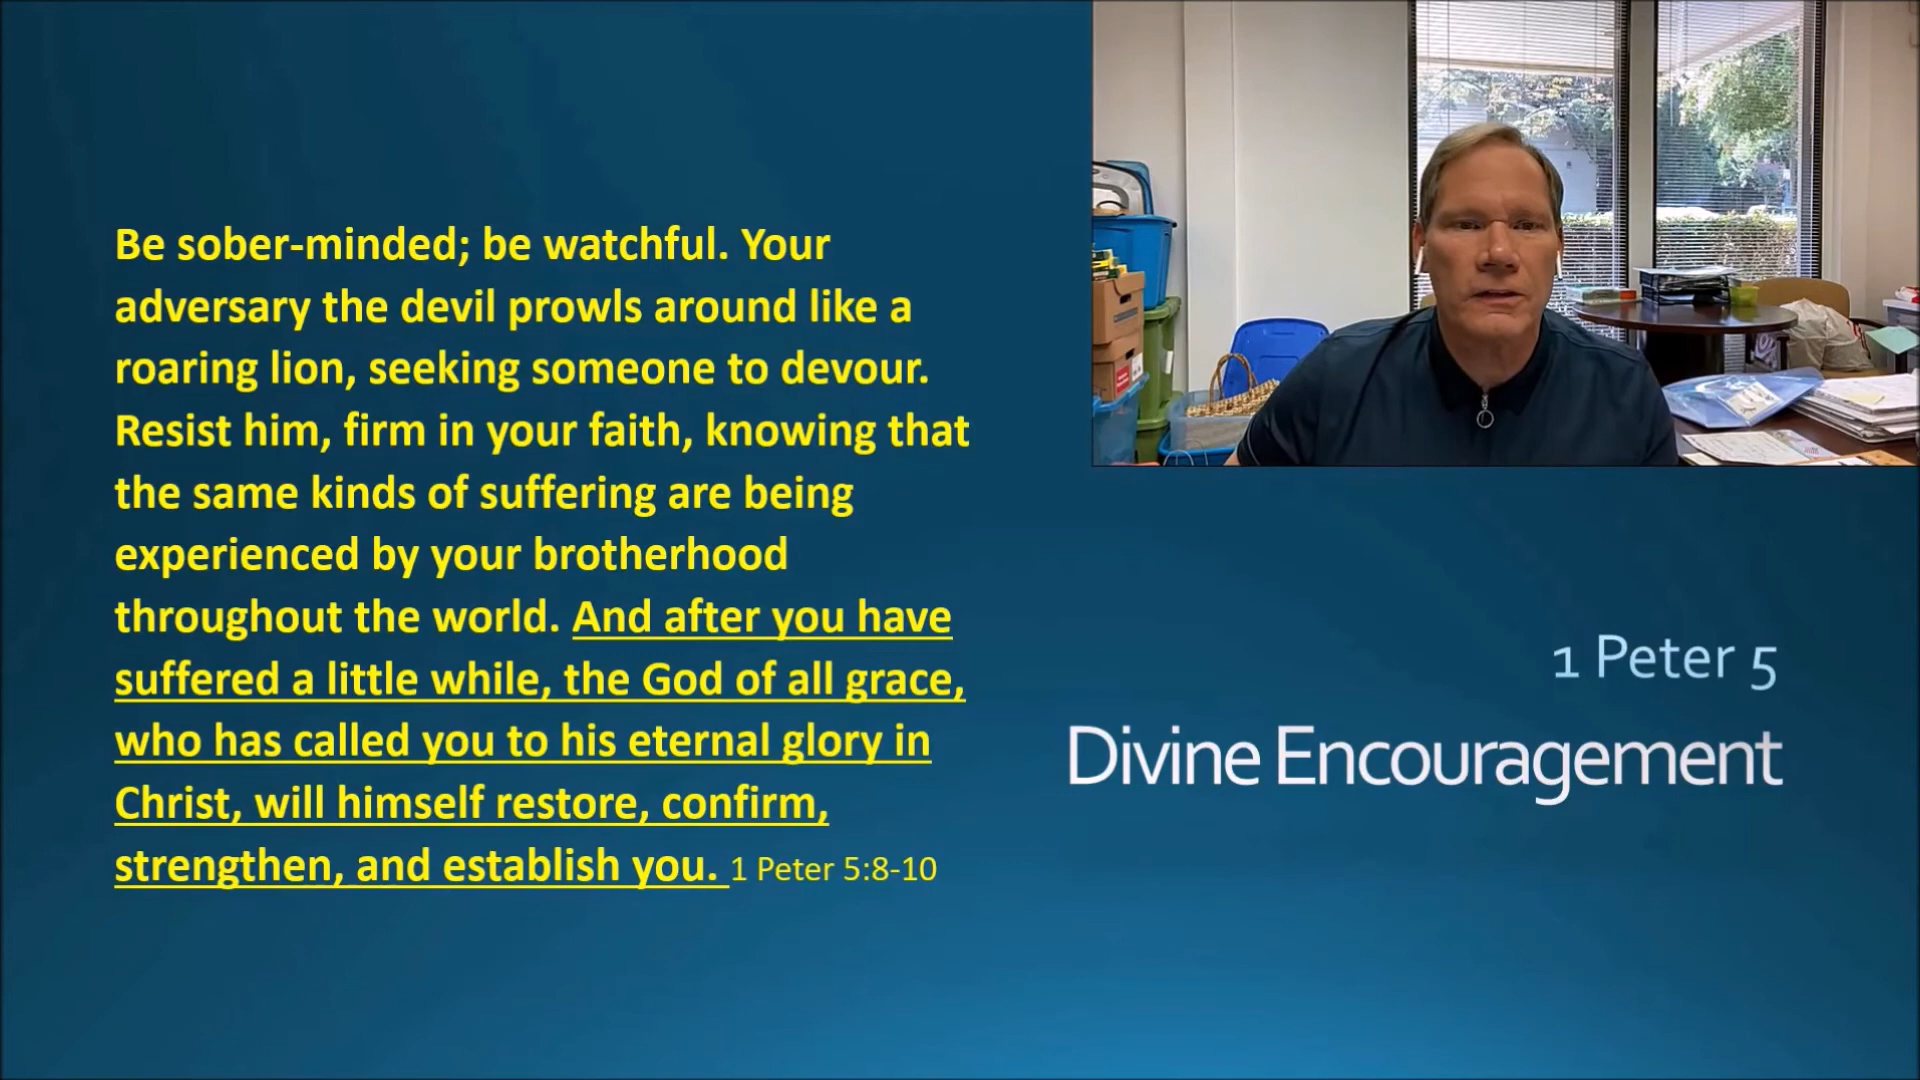 Be sober-minded; be watchful. Your
adversary the devil prowls around like a
roaring lion, seeking someone to devour.
Resist him, firm in your faith, knowing that
the same kinds of suffering are being
experienced by your brotherhood
throughout the world. And after you have
suffered a little while, the God of all grace,
who has called you to his eternal glory in
Christ, will himself restore, confirm,
strengthen, and establish you. 1 Peter 5:8-10
1 Peter 5
Divine Encouragement